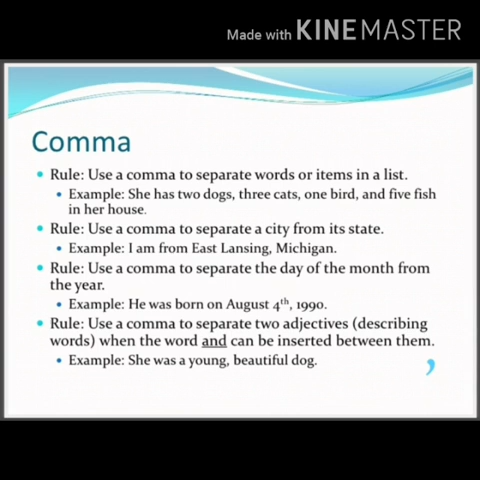 Made with KINEMASTER
Comma
• Rule: Use a comma to separate words or items in a list.
• Example: She has two dogs, three cats, one bird, and five fish
in her house.
• Rule: Use a comma to separate a city from its state.
• Example: I am from East Lansing, Michigan.
• Rule: Use a comma to separate the day of the month from
the year.
• Example: He was born on August 4th, 1990.
• Rule: Use a comma to separate two adjectives (describing
words) when the word and can be inserted between them.
• Example: She was a young, beautiful dog.
,